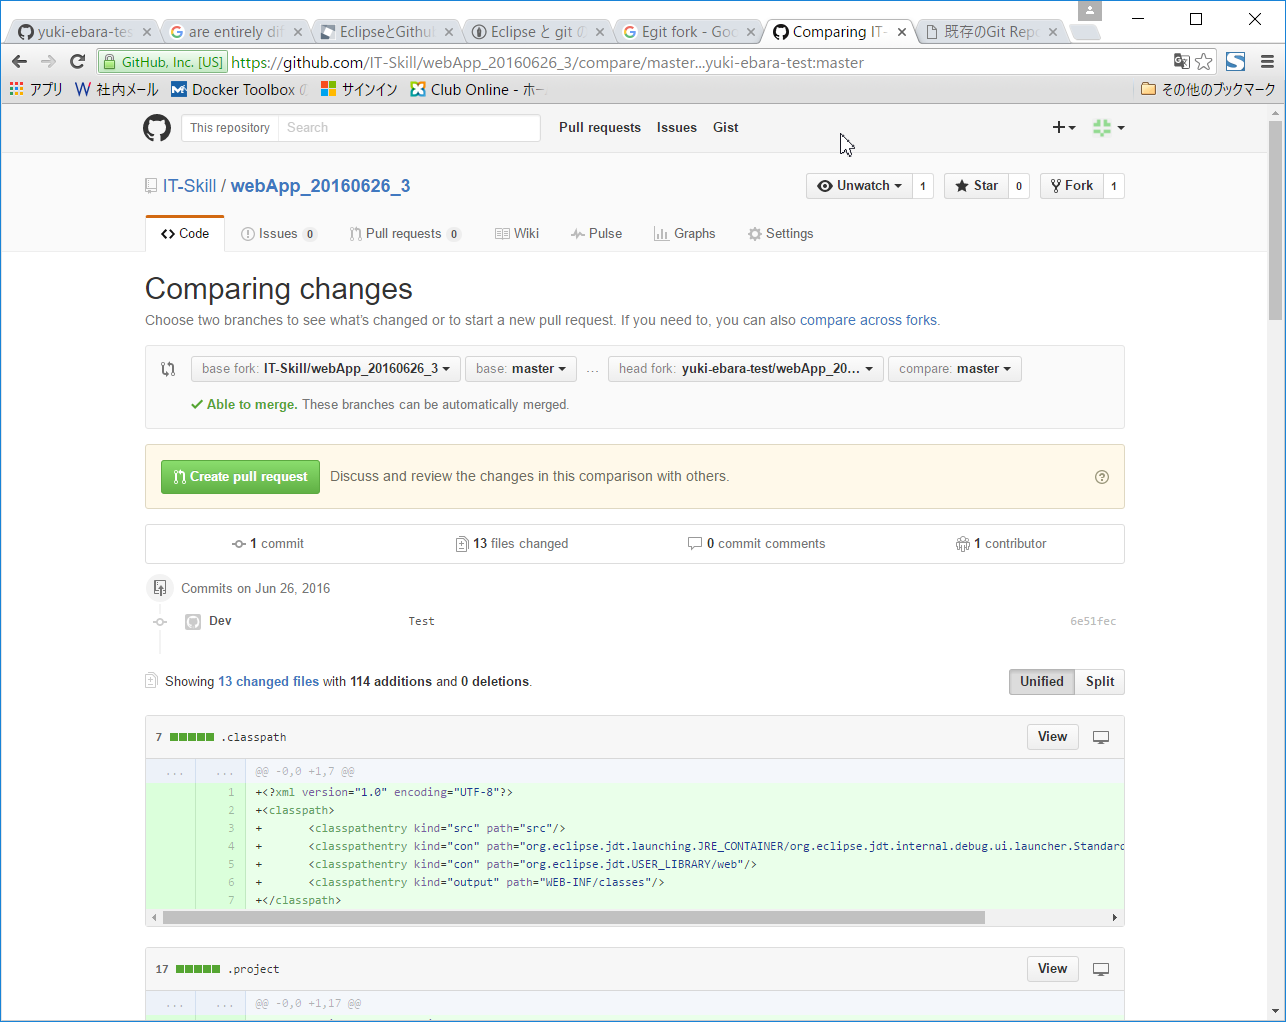 yuki-ebara-tes
are entirely dif
EclipseとGithub
Eclipse と git の
Egit fork - Goo
Comparing IT-
既存のGit Repo
GitHub, Inc. [US]
https://github.com/IT-Skill/webApp_20160626_3/compare/master...yuki-ebara-test:master
アプリ
社内メール
Docker Toolbox
サインイン
Club Online - ホー
その他のブックマーク
This repository
Search
Pull requests
Issues
Gist
IT-Skill / webApp_20160626_3
Unwatch
1
Star
0
Fork
1
Code
Issues 0
Pull requests 0
Wiki
Pulse
Graphs
Settings
Comparing changes
Choose two branches to see what's changed or to start a new pull request. If you need to, you can also compare across forks.
base fork: IT-Skill/webApp_20160626_3
base: master
...
head fork: yuki-ebara-test/webApp_20...
compare: master
Able to merge. These branches can be automatically merged.
Create pull request
Discuss and review the changes in this comparison with others.
1 commit
13 files changed
0 commit comments
1 contributor
Commits on Jun 26, 2016
Dev
Test
6e51fec
Showing 13 changed files with 114 additions and 0 deletions.
Unified
Split
7
.classpath
View
... ... @@ -0,0 +1,7 @@
1 +<?xml version="1.0" encoding="UTF-8"?>
2 +<classpath>
3 + <classpathentry kind="src" path="src"/>
4 + <classpathentry kind="con" path="org.eclipse.jdt.launching.JRE_CONTAINER/org.eclipse.jdt.internal.debug.ui.launcher.Standard
5 + <classpathentry kind="con" path="org.eclipse.jdt.USER_LIBRARY/web"/>
6 + <classpathentry kind="output" path="WEB-INF/classes"/>
7 +</classpath>
17
.project
View
... ... @@ -0,0 +1,17 @@